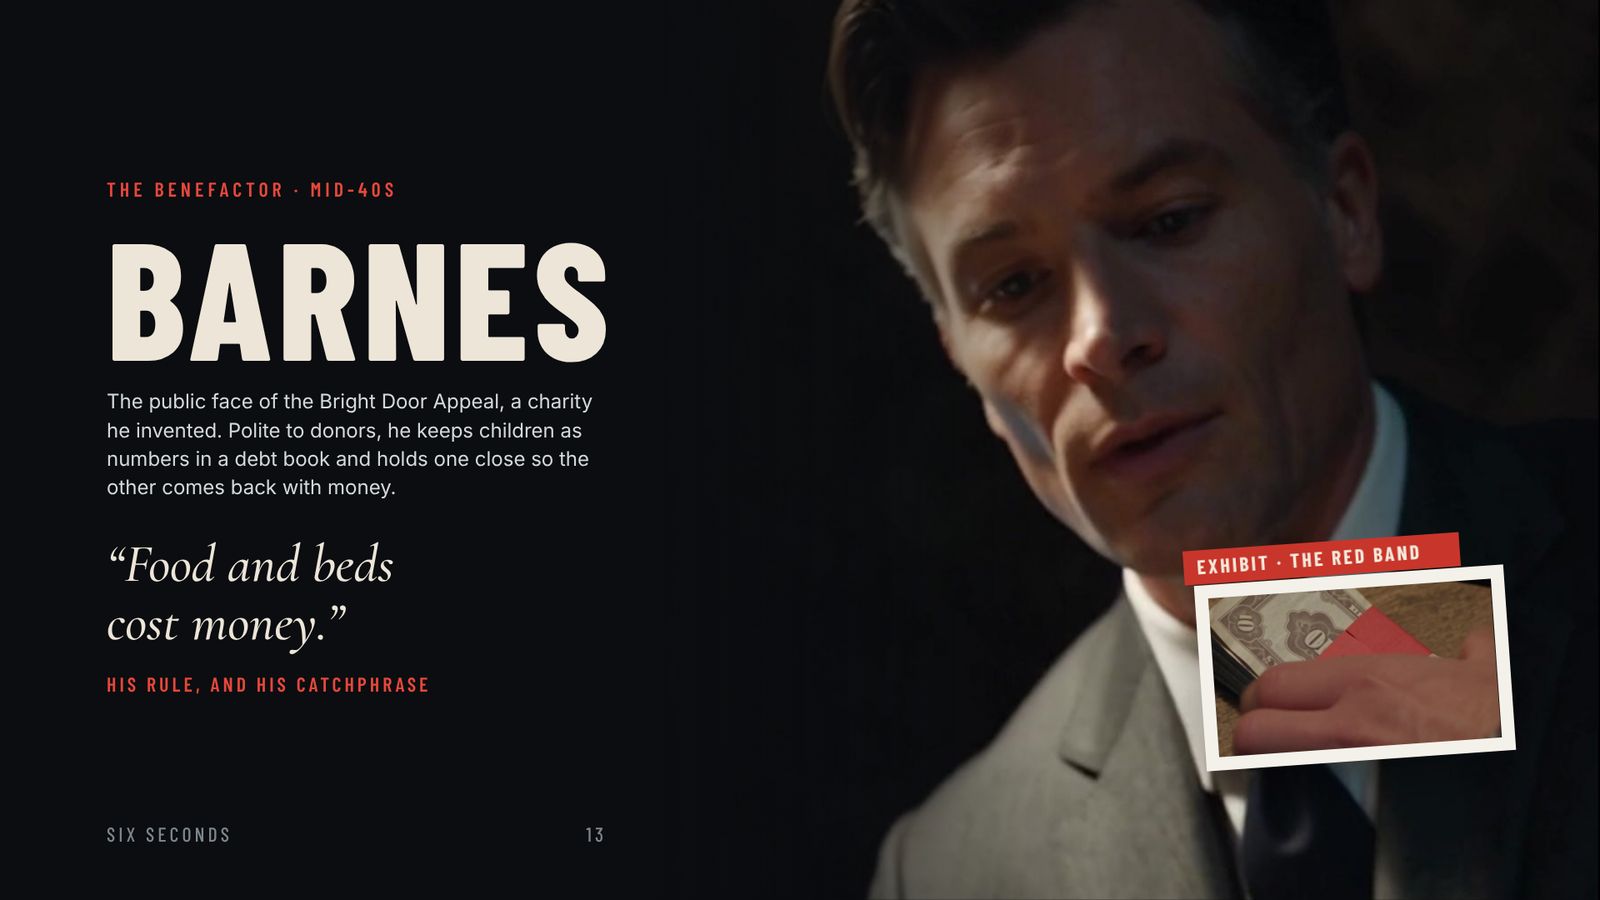 THE BENEFACTOR · MID-40S
BARNES
The public face of the Bright Door Appeal, a charity
he invented. Polite to donors, he keeps children as
numbers in a debt book and holds one close so the
other comes back with money.
“Food and beds
cost money.”
HIS RULE, AND HIS CATCHPHRASE
EXHIBIT · THE RED BAND
SIX SECONDS
13